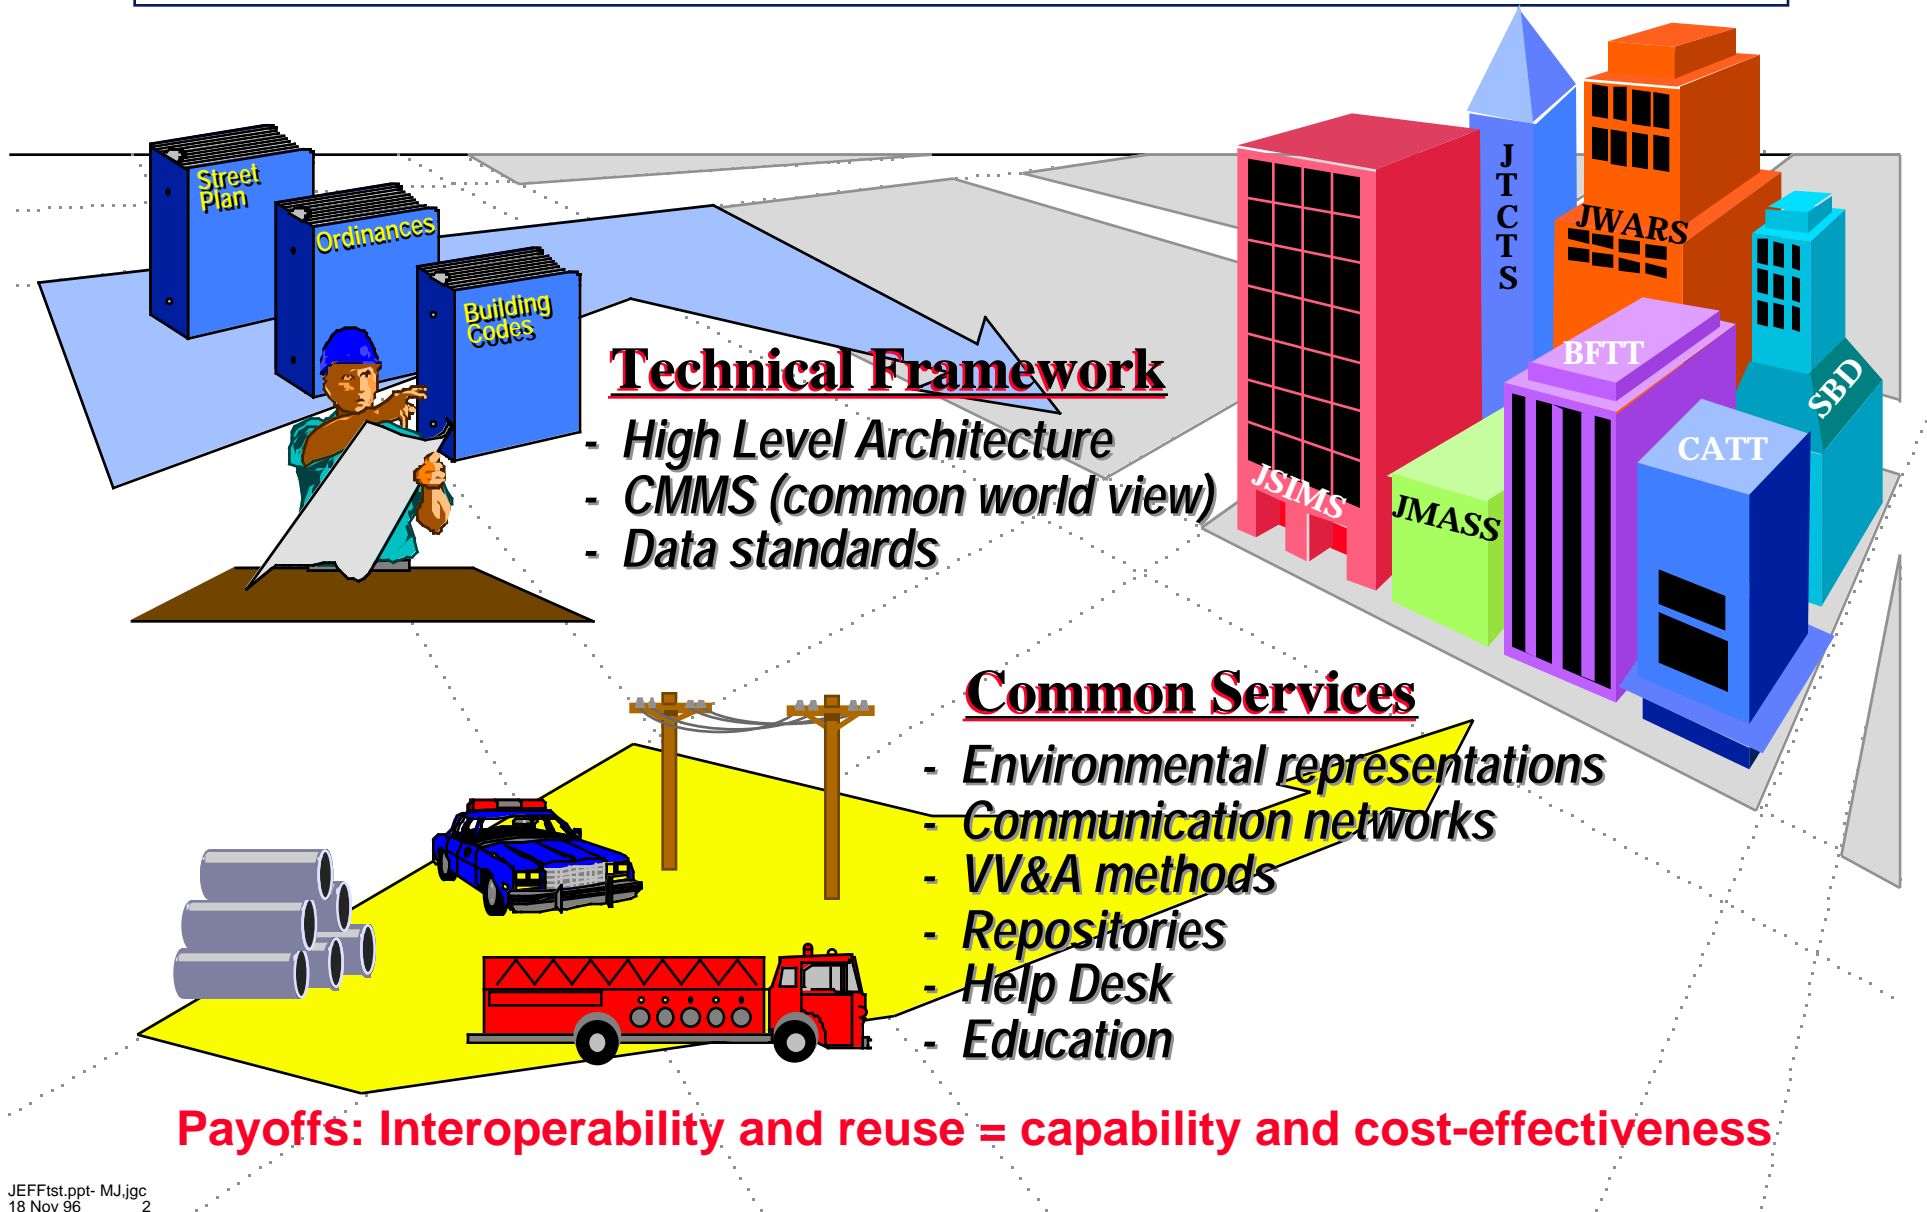 Street
Plan
Ordinances
Building
Codes
Technical Framework
- High Level Architecture
- CMMS (common world view)
- Data standards
JTCTS
JWARS
BFTT
SBD
CATT
JSIMS
JMASS
Common Services
- Environmental representations
- Communication networks
- VV&A methods
- Repositories
- Help Desk
- Education
Payoffs: Interoperability and reuse = capability and cost-effectiveness
JEFFtst.ppt- MJ,jgc
18 Nov 96 2